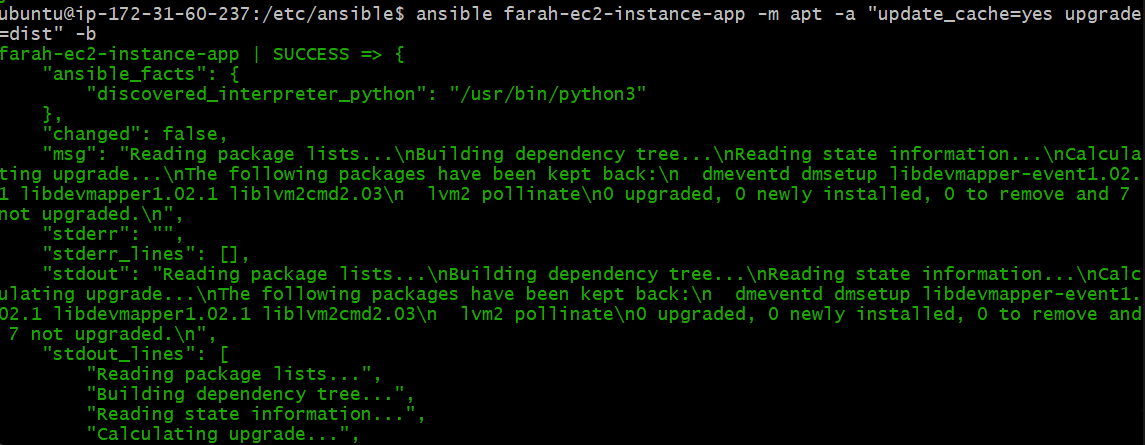 ubuntu@ip-172-31-60-237:/etc/ansible$ ansible farah-ec2-instance-app -m apt -a "update_cache=yes upgrade
=dist" -b
farah-ec2-instance-app | SUCCESS => {
    "ansible_facts": {
        "discovered_interpreter_python": "/usr/bin/python3"
    },
    "changed": false,
    "msg": "Reading package lists...\nBuilding dependency tree...\nReading state information...\nCalcula
ting upgrade...\nThe following packages have been kept back:\n  dmeventd dmsetup libdevmapper-event1.02.
1 libdevmapper1.02.1 liblvm2cmd2.03\n  lvm2 pollinate\n0 upgraded, 0 newly installed, 0 to remove and 7
not upgraded.\n",
    "stderr": "",
    "stderr_lines": [],
    "stdout": "Reading package lists...\nBuilding dependency tree...\nReading state information...\nCalc
ulating upgrade...\nThe following packages have been kept back:\n  dmeventd dmsetup libdevmapper-event1.
02.1 libdevmapper1.02.1 liblvm2cmd2.03\n  lvm2 pollinate\n0 upgraded, 0 newly installed, 0 to remove and
 7 not upgraded.\n",
    "stdout_lines": [
        "Reading package lists...",
        "Building dependency tree...",
        "Reading state information...",
        "Calculating upgrade...",